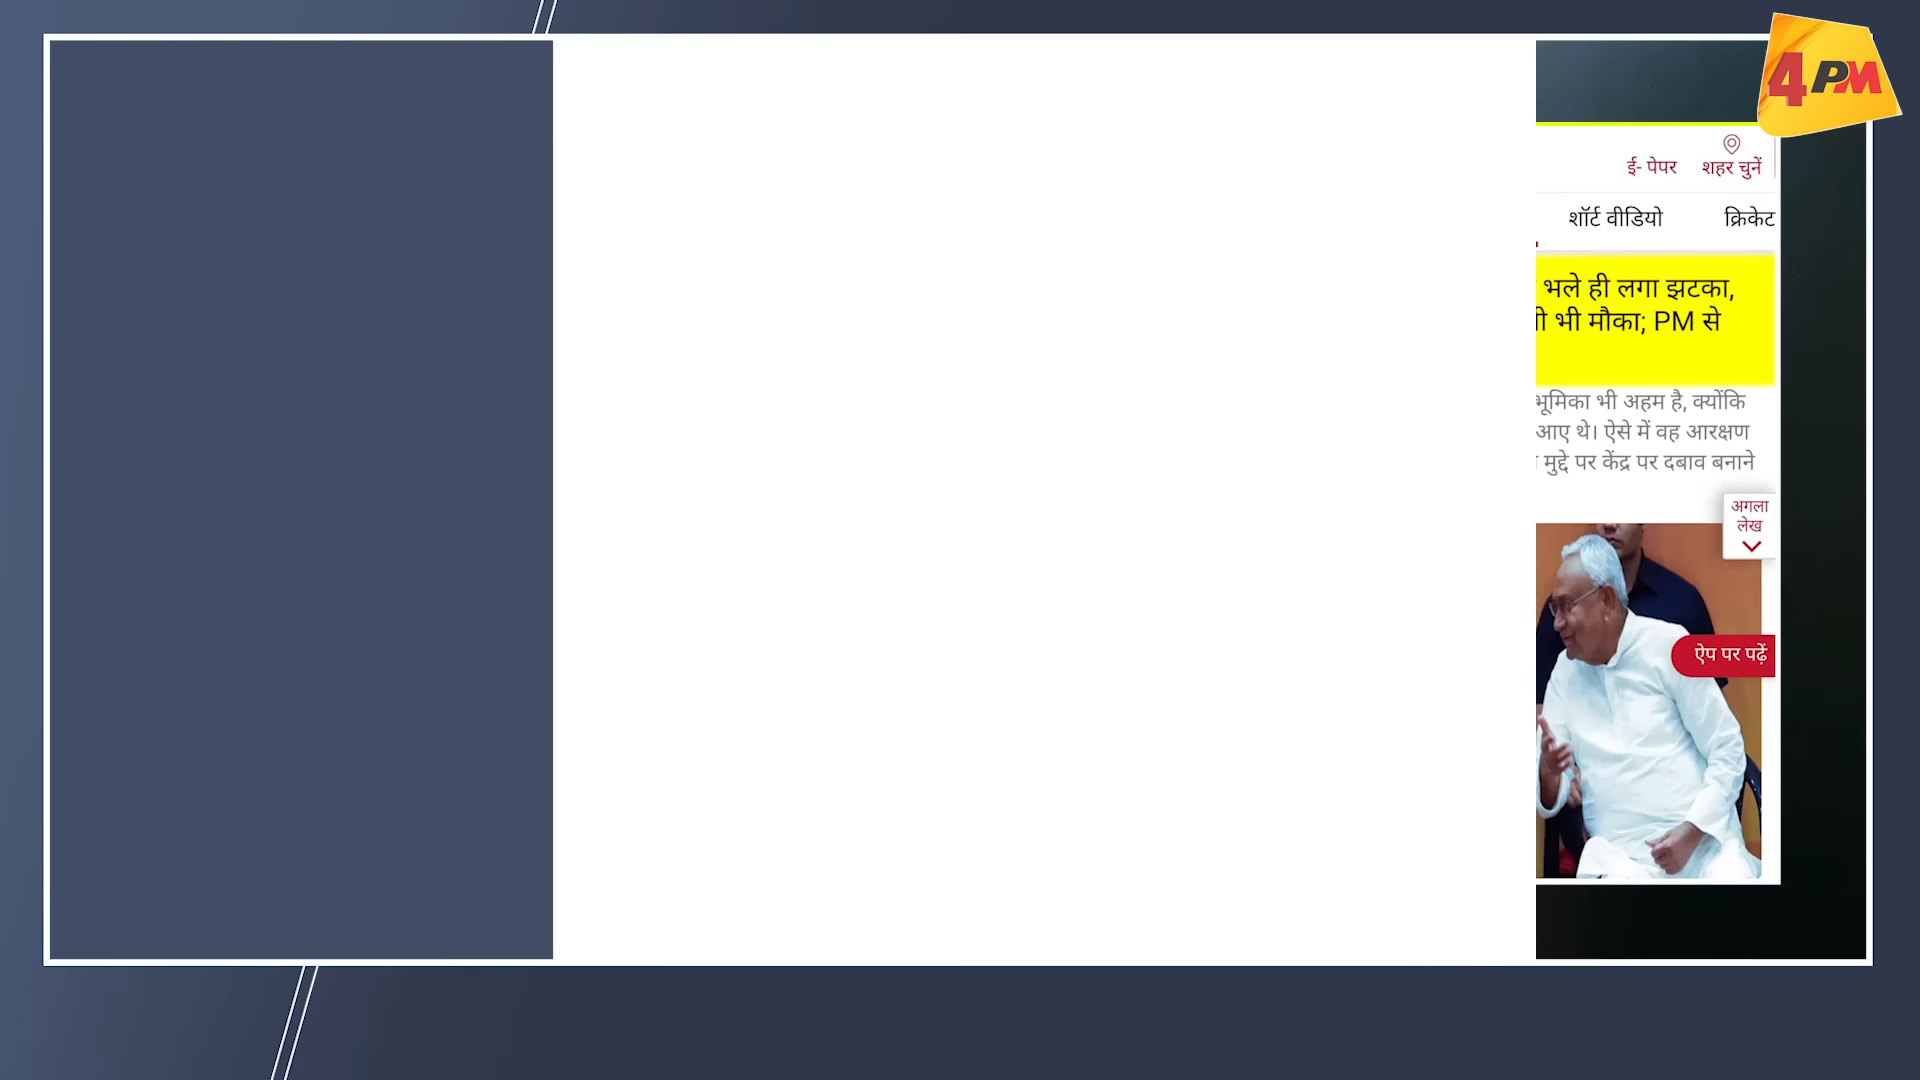 4PM
ई- पेपर
शहर चुनें
शॉर्ट वीडियो
क्रिकेट
भले ही लगा झटका,
भी मौका; PM से
भूमिका भी अहम है, क्योंकि
आए थे। ऐसे में वह आरक्षण
मुद्दे पर केंद्र पर दबाव बनाने
अगला
लेख
ऐप पर पढ़ें